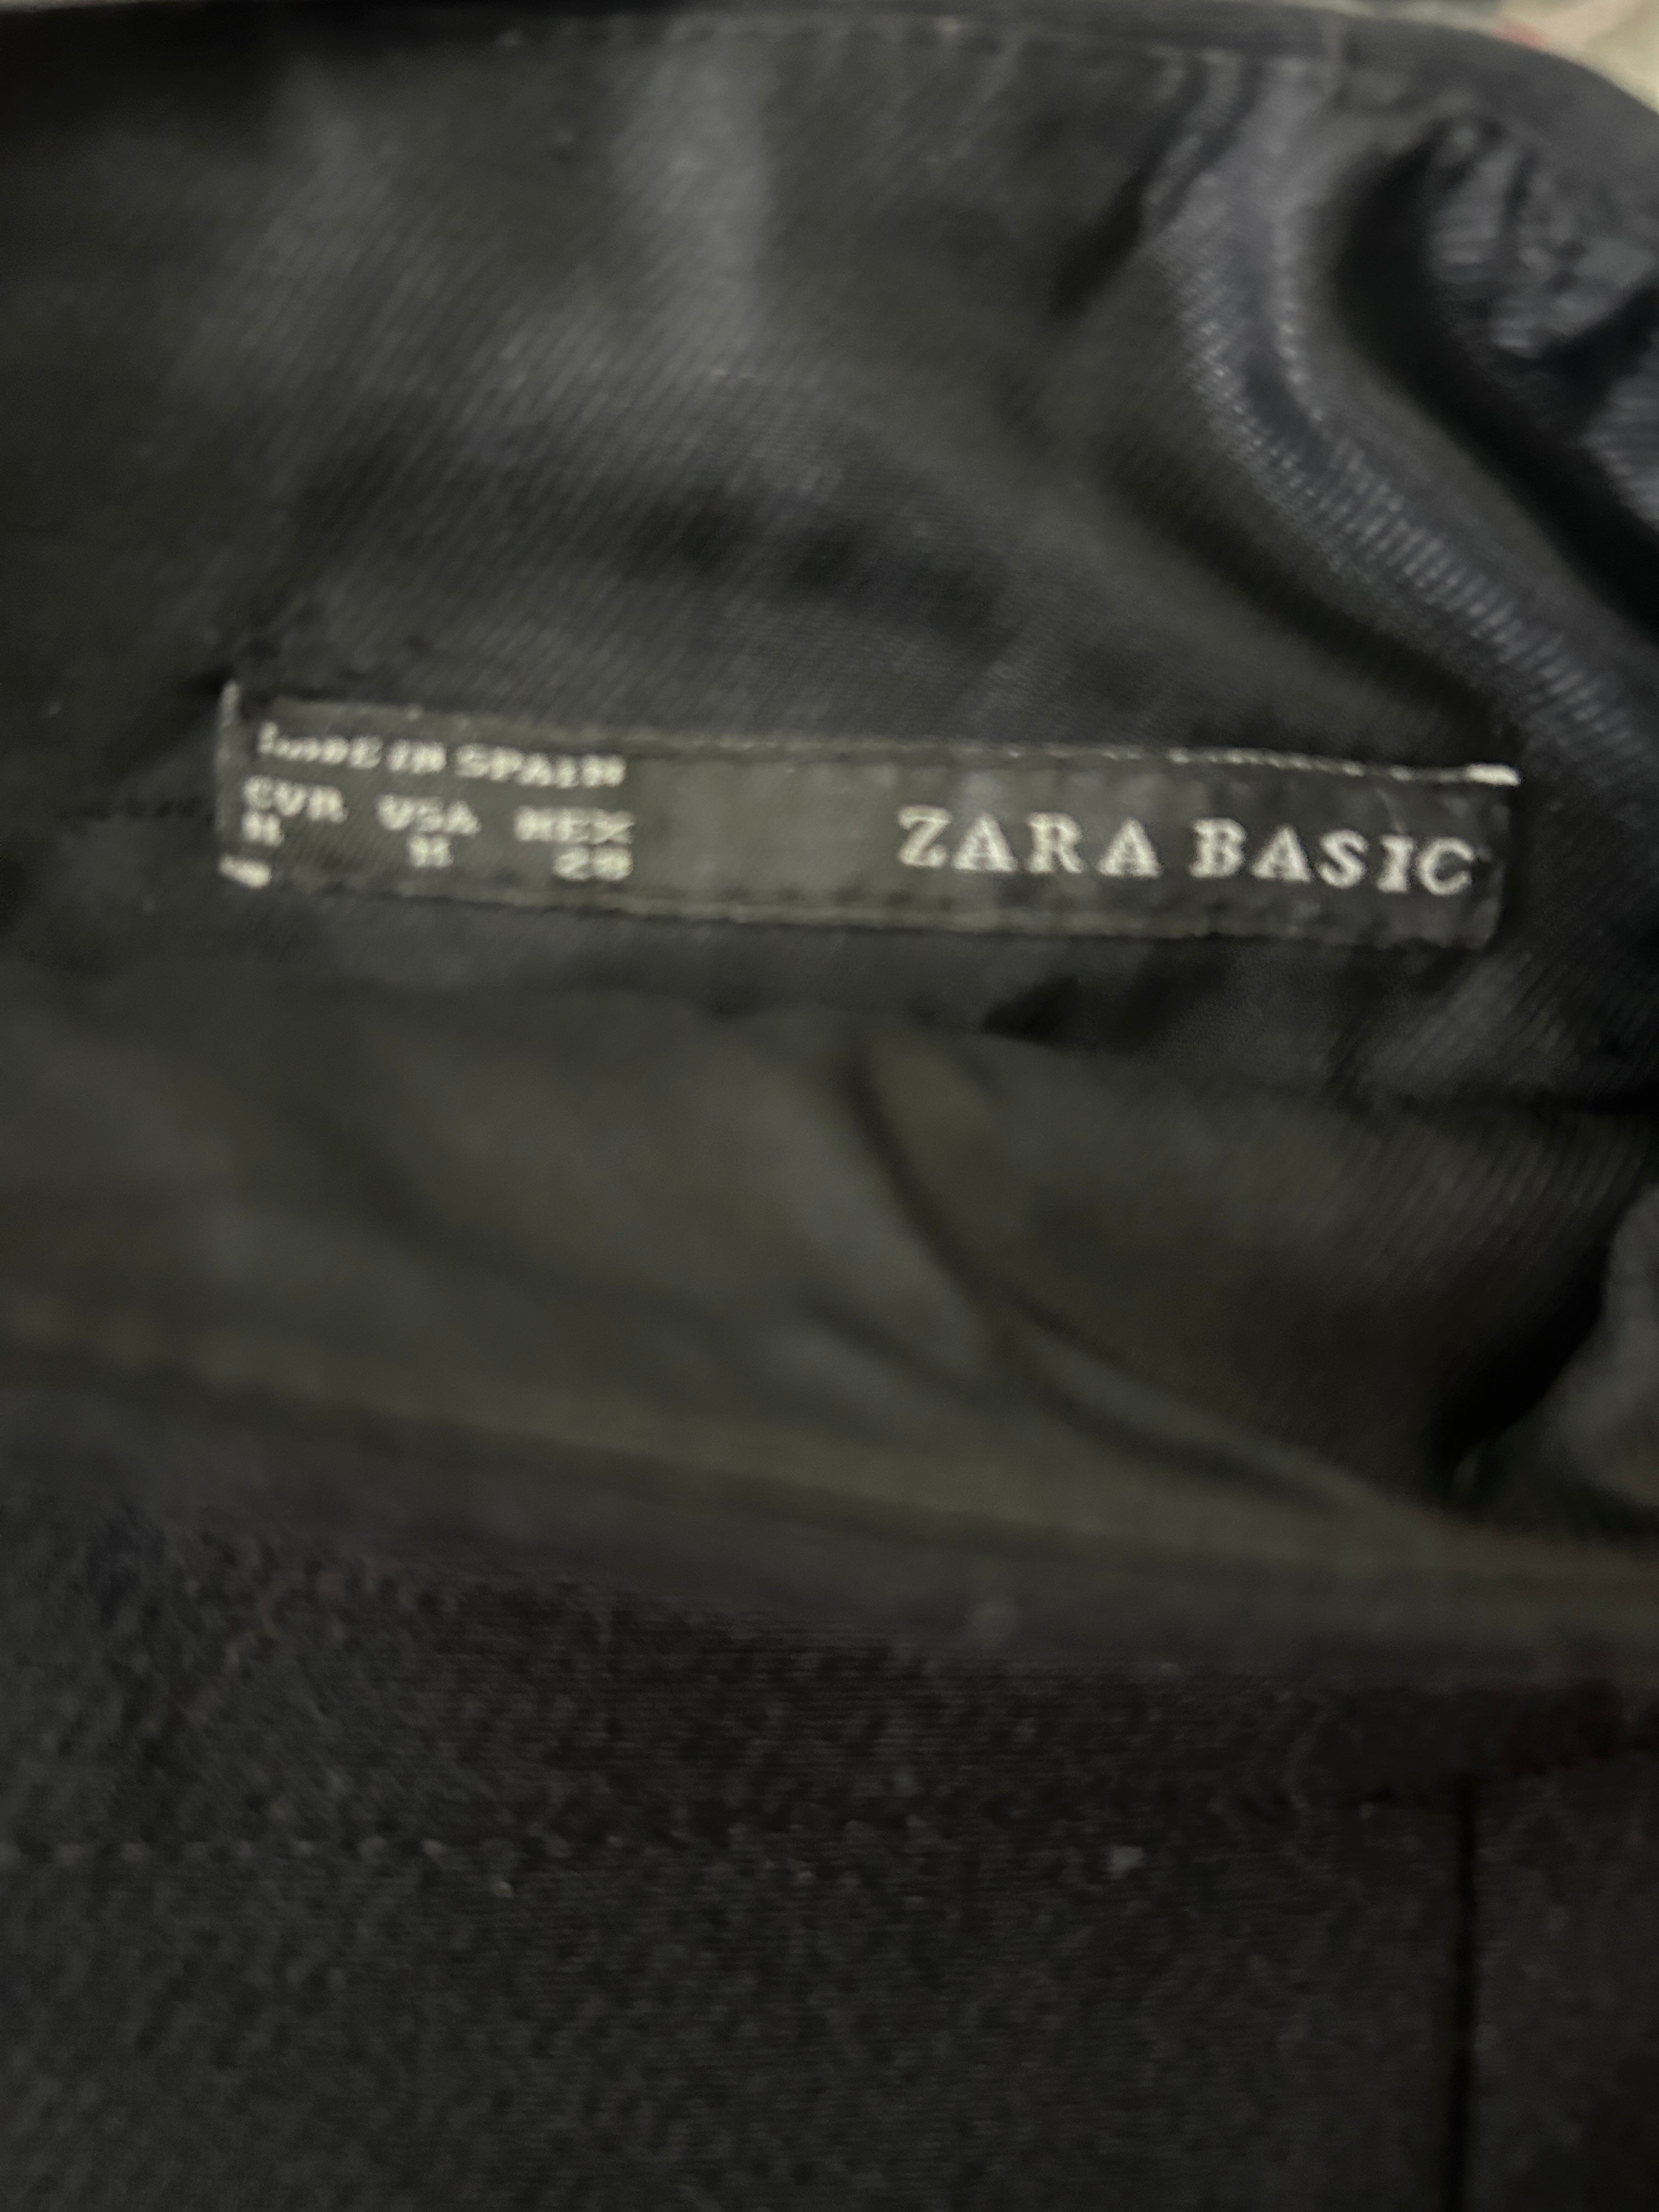 MADE IN SPAIN
EUR USA MEX
M M 28
ZARA BASIC